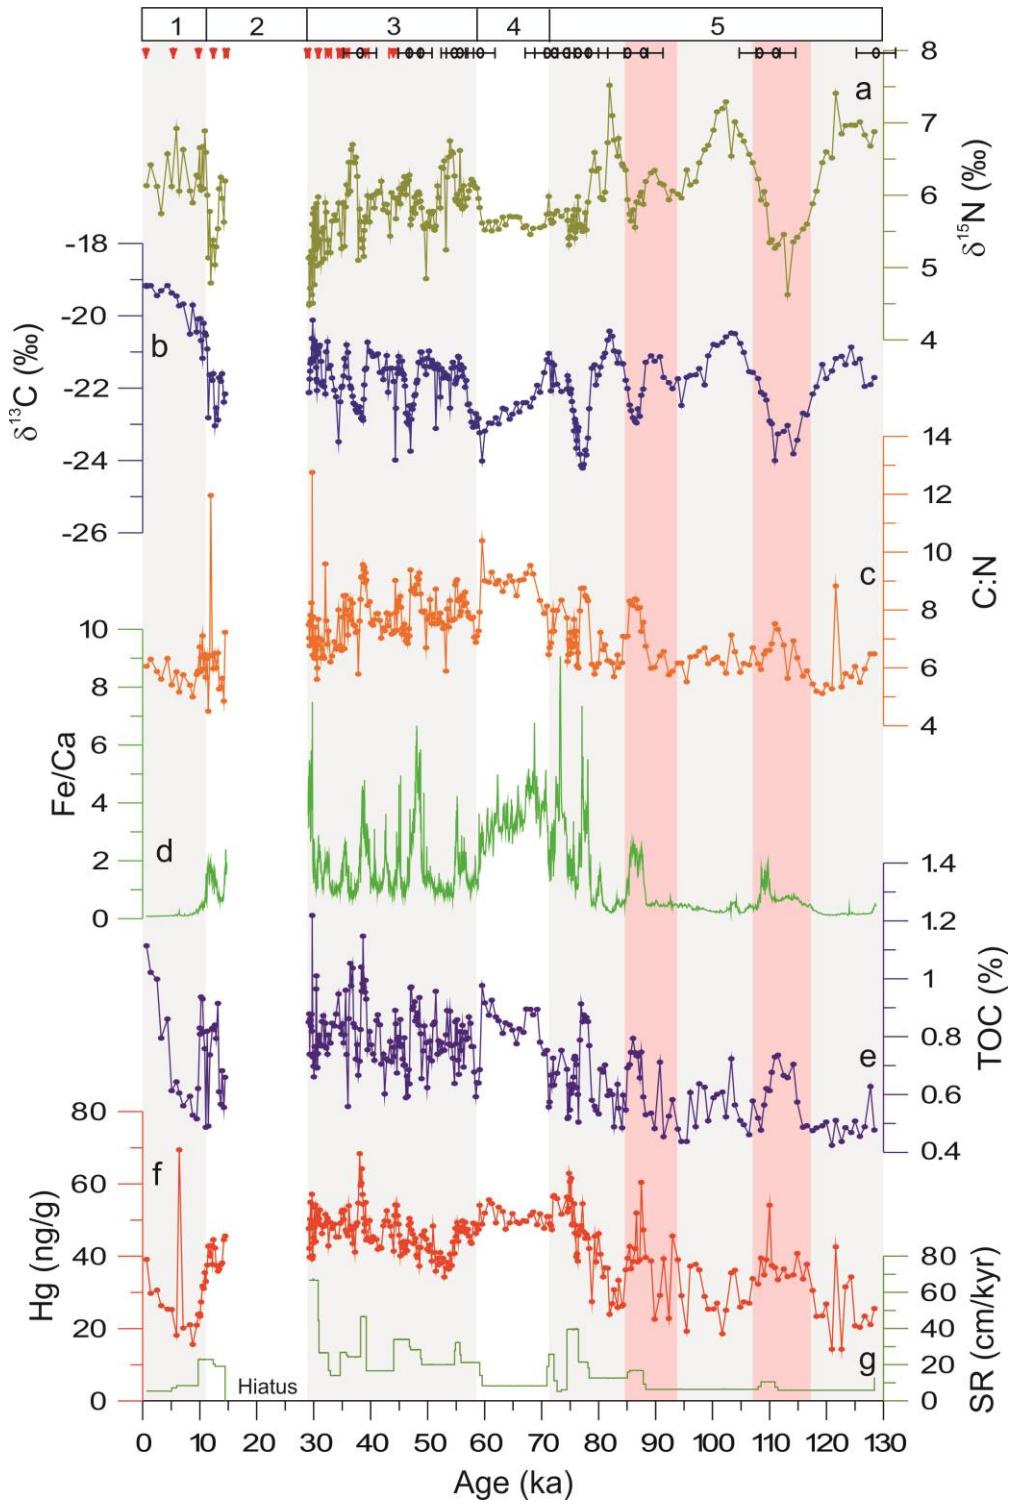 1 2 3 4 5
8
a
7
6
δ¹⁵N (‰)
5
4
-18
-20
b
-22
δ¹³C (‰)
-24
-26
14
12
10
c
C:N
8
6
4
10
8
6
Fe/Ca
4
d
2
0
1.4
1.2
1
TOC (%)
0.8
e
0.6
0.4
80
f
60
Hg (ng/g)
40
20
0
80
60
SR (cm/kyr)
40
20
g
0
Hiatus
0 10 20 30 40 50 60 70 80 90 100 110 120 130
Age (ka)